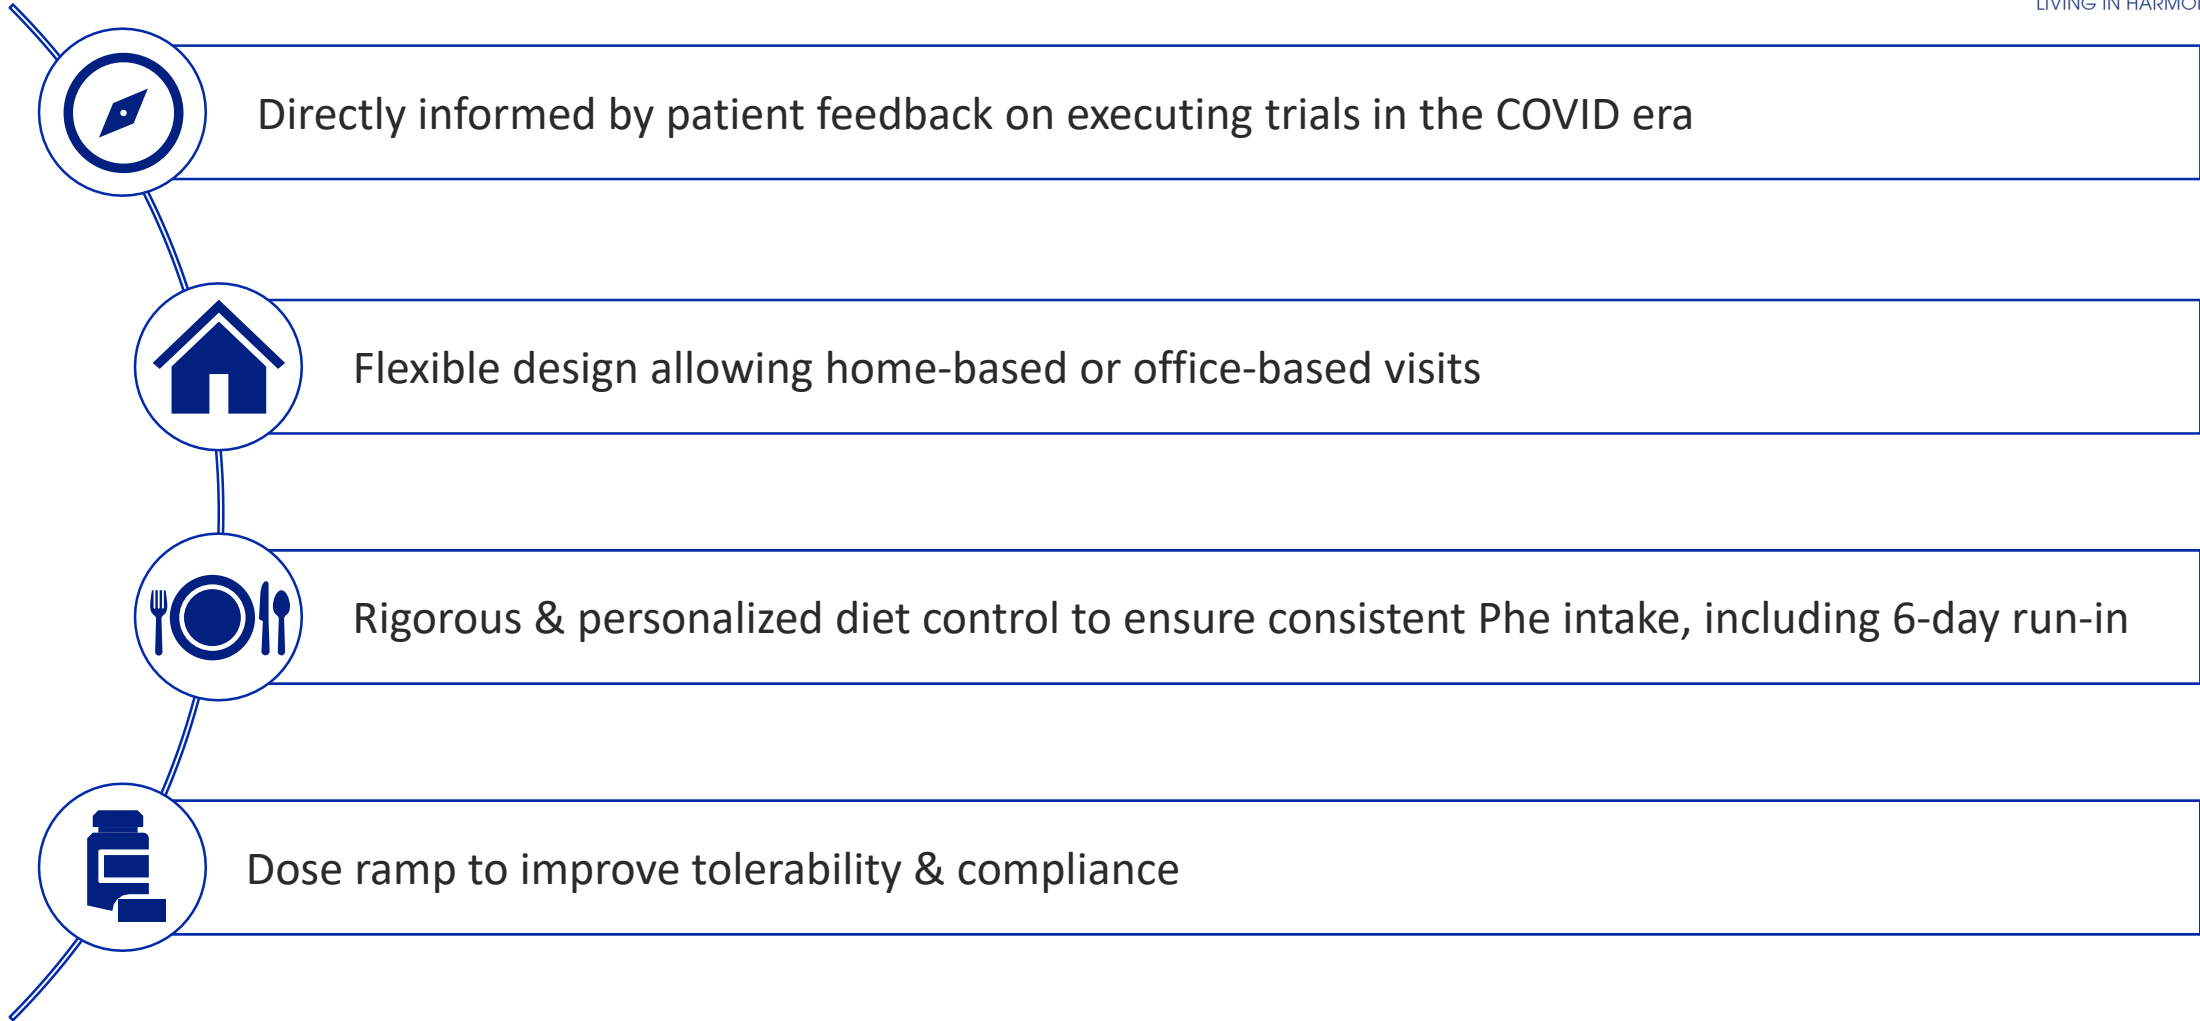 LIVING IN
Directly informed by patient feedback on executing trials in the COVID era
Flexible design allowing home-based or office-based visits
Rigorous & personalized diet control to ensure consistent Phe intake, including 6-day run-in
Dose ramp to improve tolerability & compliance